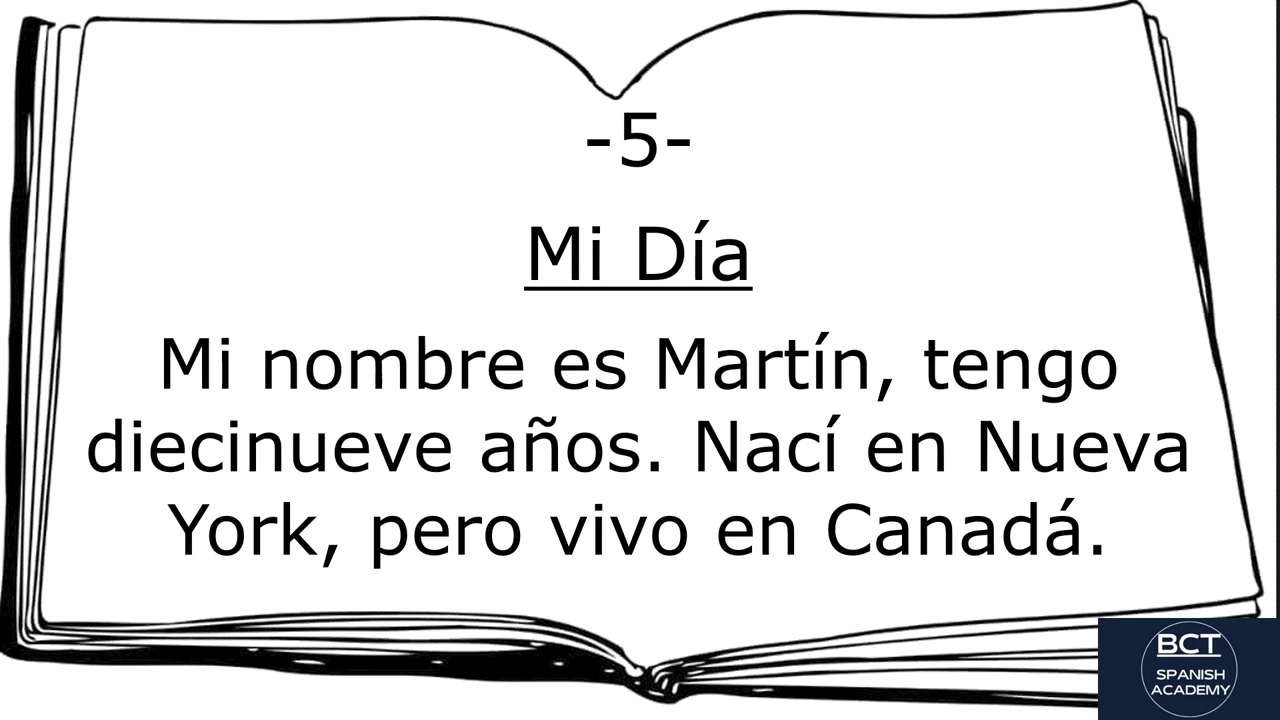 -5-
Mi Día
Mi nombre es Martín, tengo
diecinueve años. Nací en Nueva
York, pero vivo en Canadá.
BCT
SPANISH
ACADEMY